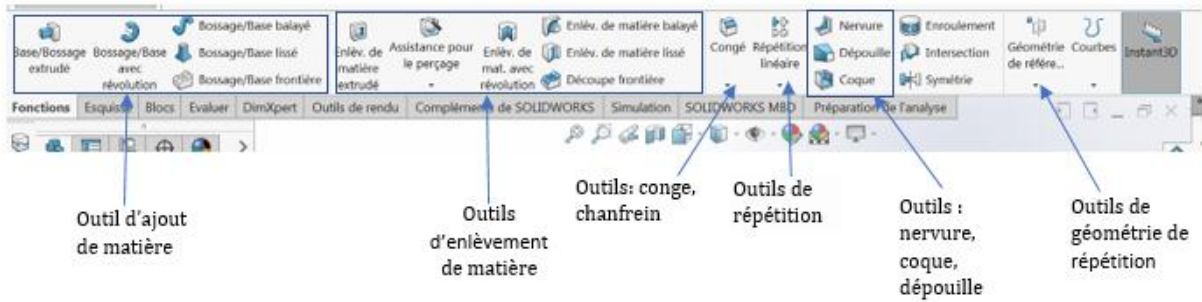 Base/Bossage extrudé
Bossage/Base avec révolution
Bossage/Base balayé
Bossage/Base lissé
Bossage/Base frontière
Enlèv. de matière extrudé
Assistance pour le perçage
Enlèv. de mat. avec révolution
Enlèv. de matière balayé
Enlèv. de matière lissé
Découpe frontière
Congé
Répétition linéaire
Nervure
Dépouille
Coque
Enroulement
Intersection
Symétrie
Géométrie de référe...
Courbes
Instant3D
Fonctions Esquisse Blocs Evaluer DimXpert Outils de rendu Compléments de SOLIDWORKS Simulation SOLIDWORKS MBD Préparation de l'analyse
Outil d'ajout
de matière
Outils
d'enlèvement
de matière
Outils: conge,
chanfrein
Outils de
répétition
Outils :
nervure,
coque,
dépouille
Outils de
géométrie de
répétition